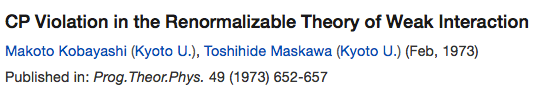 CP Violation in the Renormalizable Theory of Weak Interaction
Makoto Kobayashi (Kyoto U.), Toshihide Maskawa (Kyoto U.) (Feb, 1973)
Published in: Prog.Theor.Phys. 49 (1973) 652-657